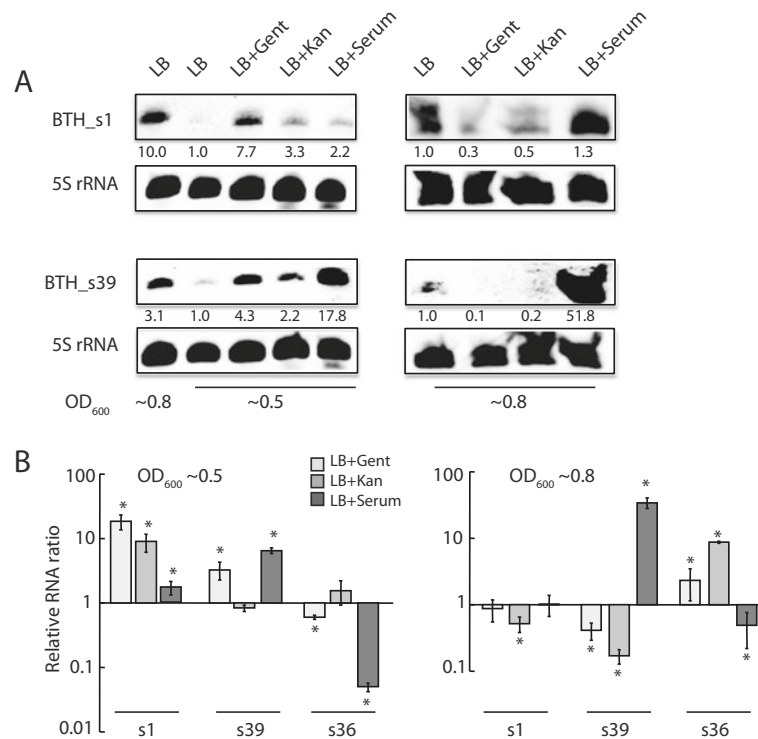 A
LB LB LB+Gent LB+Kan LB+Serum
LB LB+Gent LB+Kan LB+Serum
BTH_s1
10.0 1.0 7.7 3.3 2.2
1.0 0.3 0.5 1.3
5S rRNA
BTH_s39
3.1 1.0 4.3 2.2 17.8
1.0 0.1 0.2 51.8
5S rRNA
OD600 ~0.8 ~0.5 ~0.8
B
Relative RNA ratio
100
10
1
0.1
0.01
OD600 ~0.5
* * * * * * *
s1 s39 s36
LB+Gent
LB+Kan
LB+Serum
100
10
1
0.1
OD600 ~0.8
* * * * * * *
s1 s39 s36